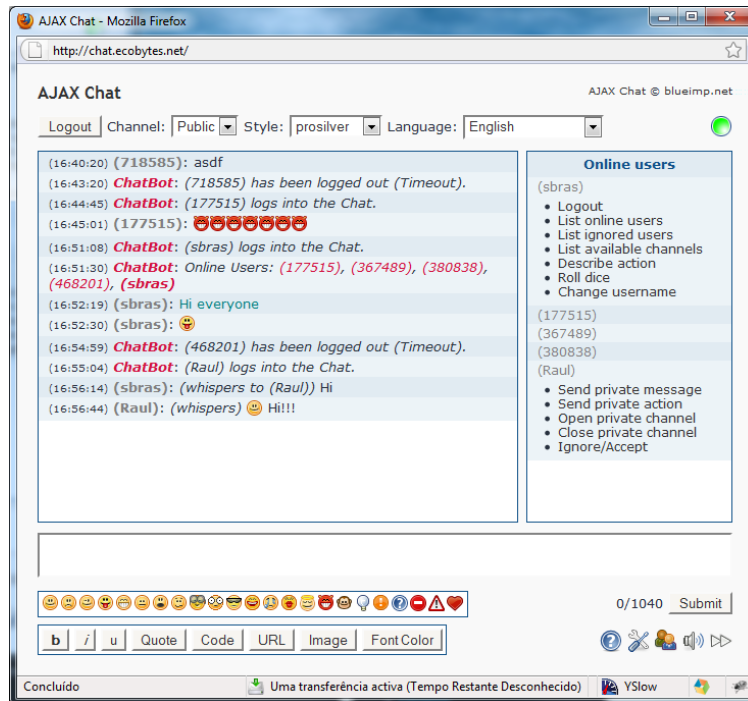 AJAX Chat - Mozilla Firefox
http://chat.ecobytes.net/
AJAX Chat
AJAX Chat © blueimp.net
Logout Channel: Public Style: prosilver Language: English
(16:40:20) (718585): asdf
(16:43:20) ChatBot: (718585) has been logged out (Timeout).
(16:44:45) ChatBot: (177515) logs into the Chat.
(16:45:01) (177515):
(16:51:08) ChatBot: (sbras) logs into the Chat.
(16:51:30) ChatBot: Online Users: (177515), (367489), (380838),
(468201), (sbras)
(16:52:19) (sbras): Hi everyone
(16:52:30) (sbras):
(16:54:59) ChatBot: (468201) has been logged out (Timeout).
(16:55:04) ChatBot: (Raul) logs into the Chat.
(16:56:14) (sbras): (whispers to (Raul)) Hi
(16:56:44) (Raul): (whispers) Hi!!!
Online users
(sbras)
• Logout
• List online users
• List ignored users
• List available channels
• Describe action
• Roll dice
• Change username
(177515)
(367489)
(380838)
(Raul)
• Send private message
• Send private action
• Open private channel
• Close private channel
• Ignore/Accept
0/1040 Submit
b i u Quote Code URL Image Font Color
Concluído
Uma transferência activa (Tempo Restante Desconhecido)
YSlow